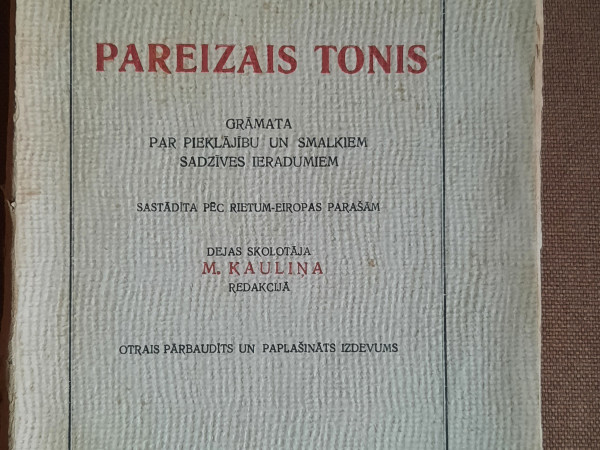 PAREIZAIS TONIS
GRĀMATA
PAR PIEKLĀJĪBU UN SMALKIEM
SADZĪVES IERADUMIEM
SASTĀDĪTA PĒC RIETUM-EIROPAS PARAŠĀM
DEJAS SKOLOTĀJA
M. KAULIŅA
REDAKCIJĀ
OTRAIS PĀRBAUDĪTS UN PAPLAŠINĀTS IZDEVUMS